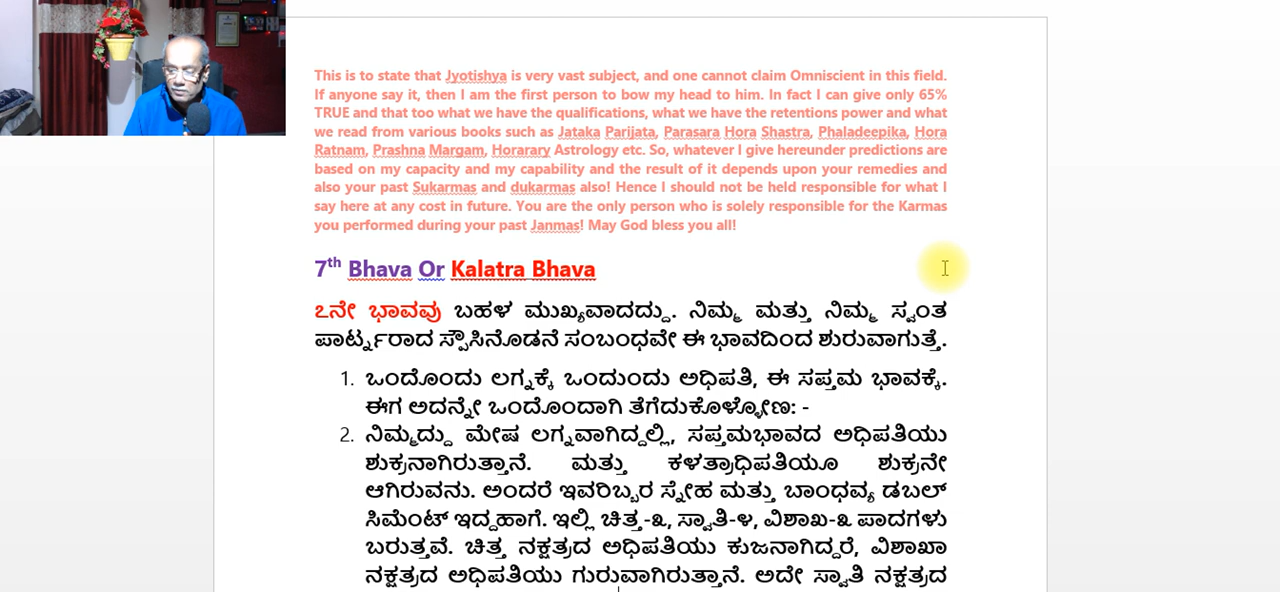 This is to state that Jyotishya is very vast subject, and one cannot claim Omniscient in this field.
If anyone say it, then I am the first person to bow my head to him. In fact I can give only 65%
TRUE and that too what we have the qualifications, what we have the retentions power and what
we read from various books such as Jataka Parijata, Parasara Hora Shastra, Phaladeepika, Hora
Ratnam, Prashna Margam, Horarary Astrology etc. So, whatever I give hereunder predictions are
based on my capacity and my capability and the result of it depends upon your remedies and
also your past Sukarmas and dukarmas also! Hence I should not be held responsible for what I
say here at any cost in future. You are the only person who is solely responsible for the Karmas
you performed during your past Janmas! May God bless you all!
7th Bhava Or Kalatra Bhava
೭ನೇ ಭಾವವು ಬಹಳ ಮುಖ್ಯವಾದದ್ದು. ನಿಮ್ಮ ಮತ್ತು ನಿಮ್ಮ ಸ್ವಂತ
ಪಾರ್ಟ್ನರಾದ ಸ್ಪೌಸಿನೊಡನೆ ಸಂಬಂಧವೇ ಈ ಭಾವದಿಂದ ಶುರುವಾಗುತ್ತೆ.
1. ಒಂದೊಂದು ಲಗ್ನಕ್ಕೆ ಒಂದುಂದು ಅಧಿಪತಿ, ಈ ಸಪ್ತಮ ಭಾವಕ್ಕೆ.
ಈಗ ಅದನ್ನೇ ಒಂದೊಂದಾಗಿ ತೆಗೆದುಕೊಳ್ಳೋಣ: -
2. ನಿಮ್ಮದ್ದು ಮೇಷ ಲಗ್ನವಾಗಿದ್ದಲ್ಲಿ, ಸಪ್ತಮಭಾವದ ಅಧಿಪತಿಯು
ಶುಕ್ರನಾಗಿರುತ್ತಾನೆ. ಮತ್ತು ಕಳತ್ರಾಧಿಪತಿಯೂ ಶುಕ್ರನೇ
ಆಗಿರುವನು. ಅಂದರೆ ಇವರಿಬ್ಬರ ಸ್ನೇಹ ಮತ್ತು ಬಾಂಧವ್ಯ ಡಬಲ್
ಸಿಮೆಂಟ್ ಇದ್ದಹಾಗೆ. ಇಲ್ಲಿ ಚಿತ್ತ-೩, ಸ್ವಾತಿ-೪, ವಿಶಾಖ-೩ ಪಾದಗಳು
ಬರುತ್ತವೆ. ಚಿತ್ತ ನಕ್ಷತ್ರದ ಅಧಿಪತಿಯು ಕುಜನಾಗಿದ್ದರೆ, ವಿಶಾಖಾ
ನಕ್ಷತ್ರದ ಅಧಿಪತಿಯು ಗುರುವಾಗಿರುತ್ತಾನೆ. ಅದೇ ಸ್ವಾತಿ ನಕ್ಷತ್ರದ